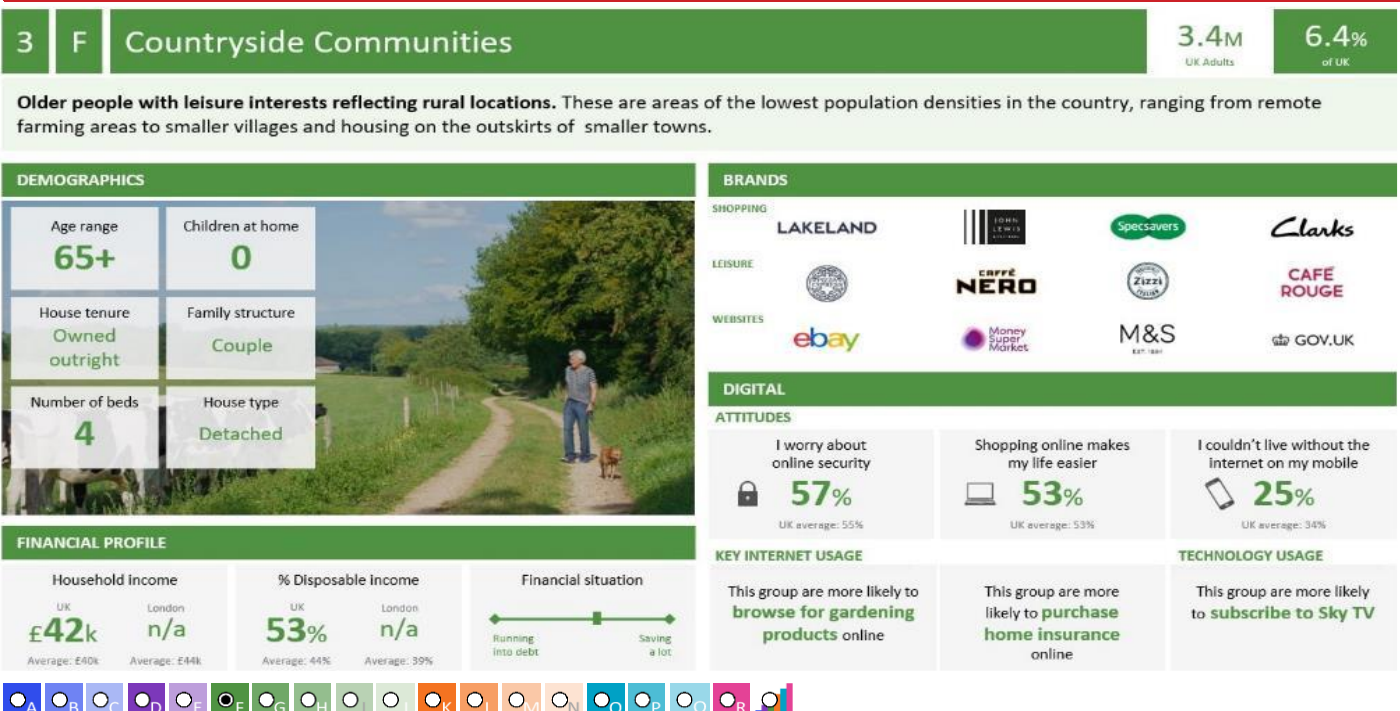 3 F Countryside Communities
3.4M
UK Adults
6.4%
of UK
Older people with leisure interests reflecting rural locations. These are areas of the lowest population densities in the country, ranging from remote
farming areas to smaller villages and housing on the outskirts of smaller towns.
DEMOGRAPHICS
Age range
65+
Children at home
0
House tenure
Owned
outright
Family structure
Couple
Number of beds
4
House type
Detached
FINANCIAL PROFILE
Household income
UK
£42k
Average: £40k
London
n/a
Average: £44k
% Disposable income
UK
53%
Average: 44%
London
n/a
Average: 39%
Financial situation
Running
into debt
Saving
a lot
BRANDS
SHOPPING
LAKELAND
JOHN
LEWIS
Specsavers
Clarks
LEISURE
CAFFÈ
NERO
Zizzi
ITALIAN
CAFÉ
ROUGE
WEBSITES
ebay
Money
Super
Market
M&S
EST. 1884
GOV.UK
DIGITAL
ATTITUDES
I worry about
online security
57%
UK average: 55%
Shopping online makes
my life easier
53%
UK average: 53%
I couldn't live without the
internet on my mobile
25%
UK average: 34%
KEY INTERNET USAGE
This group are more likely to
browse for gardening
products online
This group are more
likely to purchase
home insurance
online
TECHNOLOGY USAGE
This group are more likely
to subscribe to Sky TV
A B C D E F G H I J K L M N O P Q R